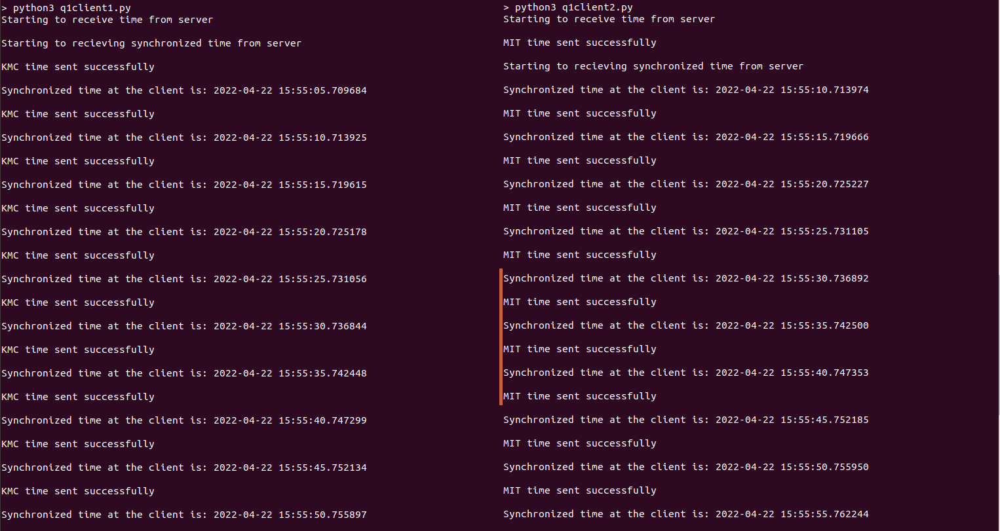 > python3 q1client1.py
Starting to receive time from server
Starting to recieving synchronized time from server
KMC time sent successfully
Synchronized time at the client is: 2022-04-22 15:55:05.709684
KMC time sent successfully
Synchronized time at the client is: 2022-04-22 15:55:10.713925
KMC time sent successfully
Synchronized time at the client is: 2022-04-22 15:55:15.719615
KMC time sent successfully
Synchronized time at the client is: 2022-04-22 15:55:20.725178
KMC time sent successfully
Synchronized time at the client is: 2022-04-22 15:55:25.731056
KMC time sent successfully
Synchronized time at the client is: 2022-04-22 15:55:30.736844
KMC time sent successfully
Synchronized time at the client is: 2022-04-22 15:55:35.742448
KMC time sent successfully
Synchronized time at the client is: 2022-04-22 15:55:40.747299
KMC time sent successfully
Synchronized time at the client is: 2022-04-22 15:55:45.752134
KMC time sent successfully
Synchronized time at the client is: 2022-04-22 15:55:50.755897
> python3 q1client2.py
Starting to receive time from server
MIT time sent successfully
Starting to recieving synchronized time from server
Synchronized time at the client is: 2022-04-22 15:55:10.713974
MIT time sent successfully
Synchronized time at the client is: 2022-04-22 15:55:15.719666
MIT time sent successfully
Synchronized time at the client is: 2022-04-22 15:55:20.725227
MIT time sent successfully
Synchronized time at the client is: 2022-04-22 15:55:25.731105
MIT time sent successfully
Synchronized time at the client is: 2022-04-22 15:55:30.736892
MIT time sent successfully
Synchronized time at the client is: 2022-04-22 15:55:35.742500
MIT time sent successfully
Synchronized time at the client is: 2022-04-22 15:55:40.747353
MIT time sent successfully
Synchronized time at the client is: 2022-04-22 15:55:45.752185
MIT time sent successfully
Synchronized time at the client is: 2022-04-22 15:55:50.755950
MIT time sent successfully
Synchronized time at the client is: 2022-04-22 15:55:55.762244